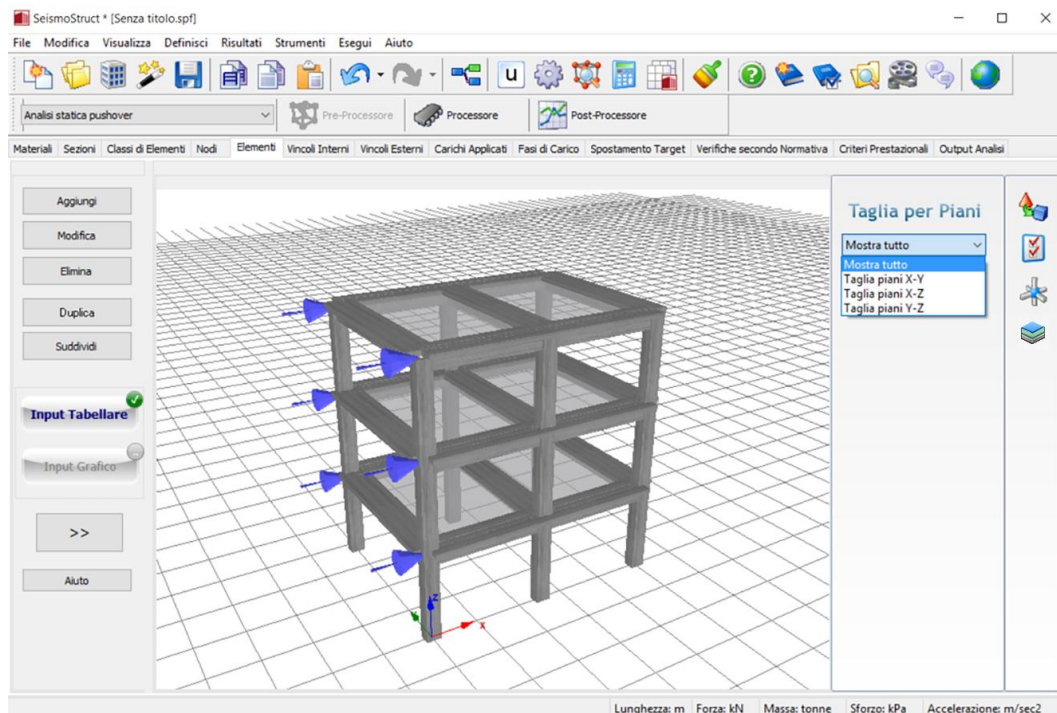 SeismoStruct * [Senza titolo.spf]
File Modifica Visualizza Definisci Risultati Strumenti Esegui Aiuto
u
Analisi statica pushover Pre-Processore Processore Post-Processore
Materiali Sezioni Classi di Elementi Nodi Elementi Vincoli Interni Vincoli Esterni Carichi Applicati Fasi di Carico Spostamento Target Verifiche secondo Normativa Criteri Prestazionali Output Analisi
Aggiungi
Modifica
Elimina
Duplica
Suddividi
Input Tabellare
Input Grafico
>>
Aiuto
z
y
x
Taglia per Piani
Mostra tutto
Mostra tutto
Taglia piani X-Y
Taglia piani X-Z
Taglia piani Y-Z
Lunghezza: m Forza: kN Massa: tonne Sforzo: kPa Accelerazione: m/sec2